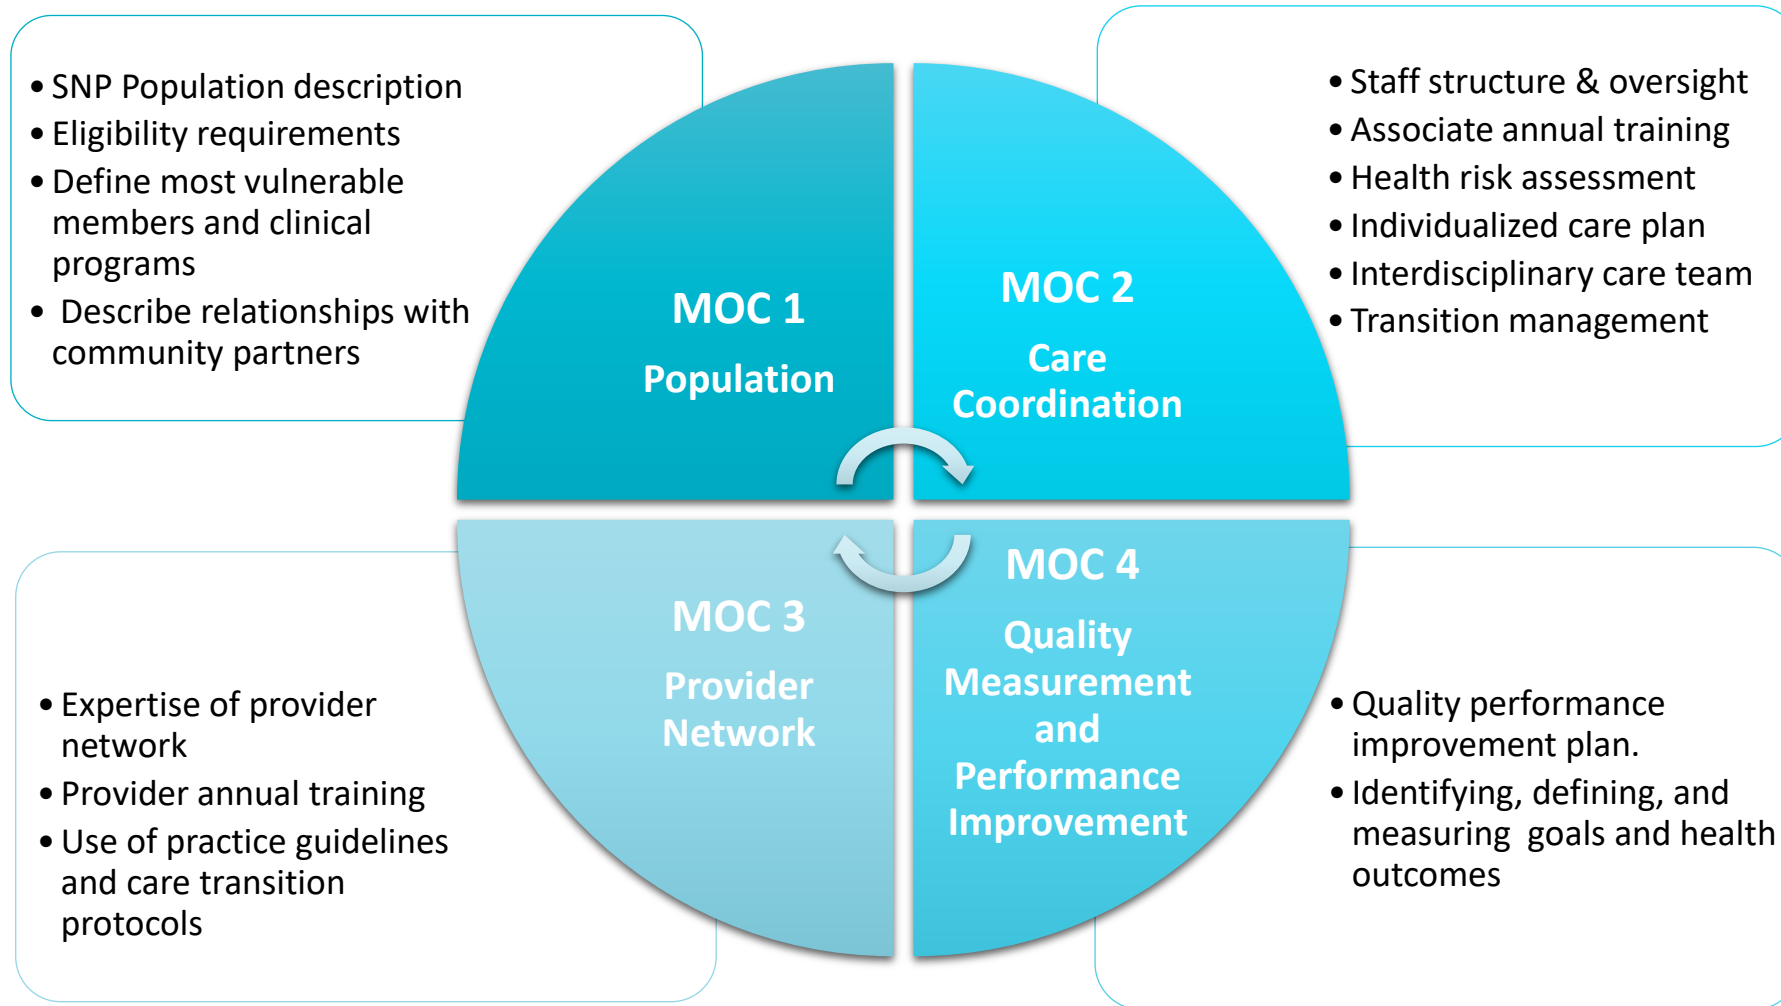 • SNP Population description
• Eligibility requirements
• Define most vulnerable
members and clinical
programs
• Describe relationships with
community partners
MOC 1
Population
MOC 2
Care
Coordination
• Staff structure & oversight
• Associate annual training
• Health risk assessment
• Individualized care plan
• Interdisciplinary care team
• Transition management
• Expertise of provider
network
• Provider annual training
• Use of practice guidelines
and care transition
protocols
MOC 3
Provider
Network
MOC 4
Quality
Measurement
and
Performance
Improvement
• Quality performance
improvement plan.
• Identifying, defining, and
measuring goals and health
outcomes